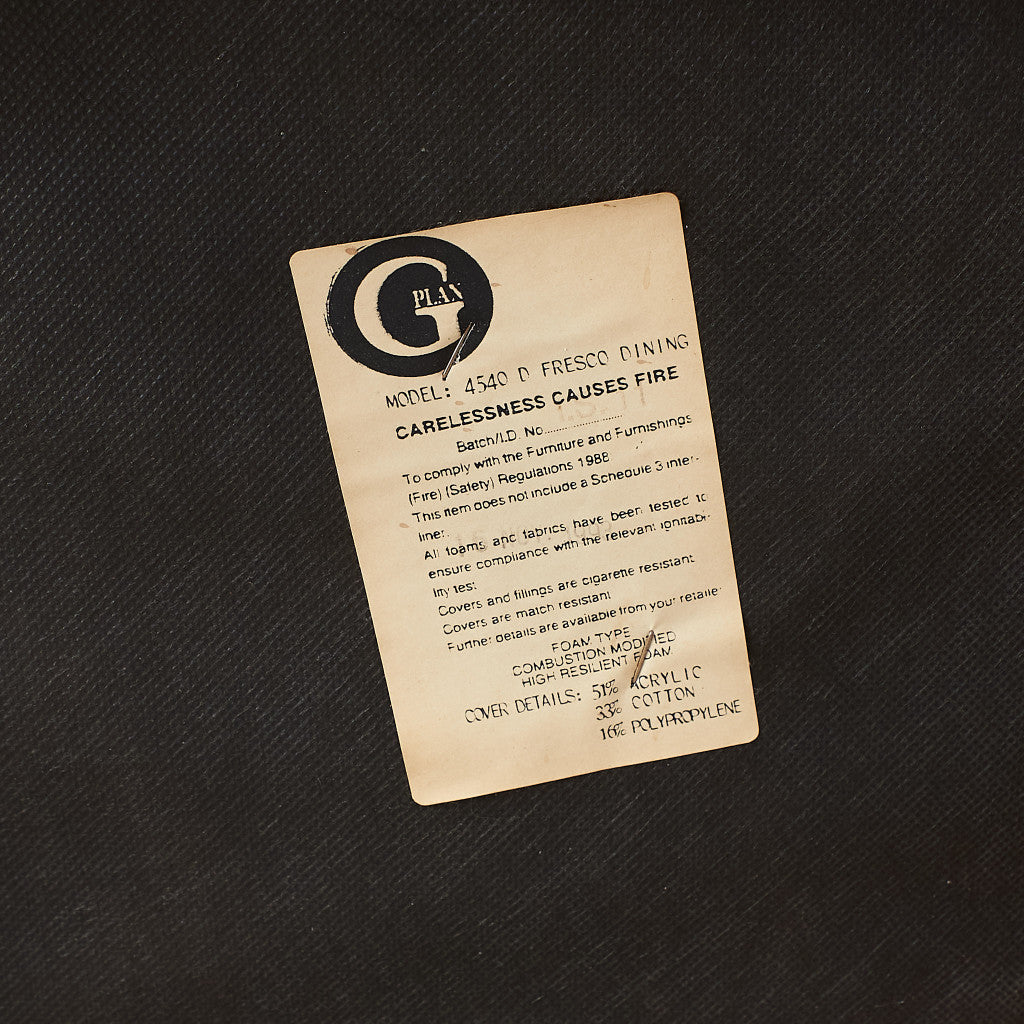 G PLAN
MODEL: 4540 D FRESCO DINING
CARELESSNESS CAUSES FIRE
Batch/I.D. No..................
To comply with the Furniture and Furnishings
(Fire) (Safety) Regulations 1988
This item does not include a Schedule 3 inter-
liner.
All foams and fabrics have been tested to
ensure compliance with the relevant ignitabi-
lity test
Covers and fillings are cigarette resistant
Covers are match resistant
Further details are available from your retailer
FOAM TYPE
COMBUSTION MODIFIED
HIGH RESILIENT FOAM
COVER DETAILS: 51% ACRYLIC
33% COTTON
16% POLYPROPYLENE